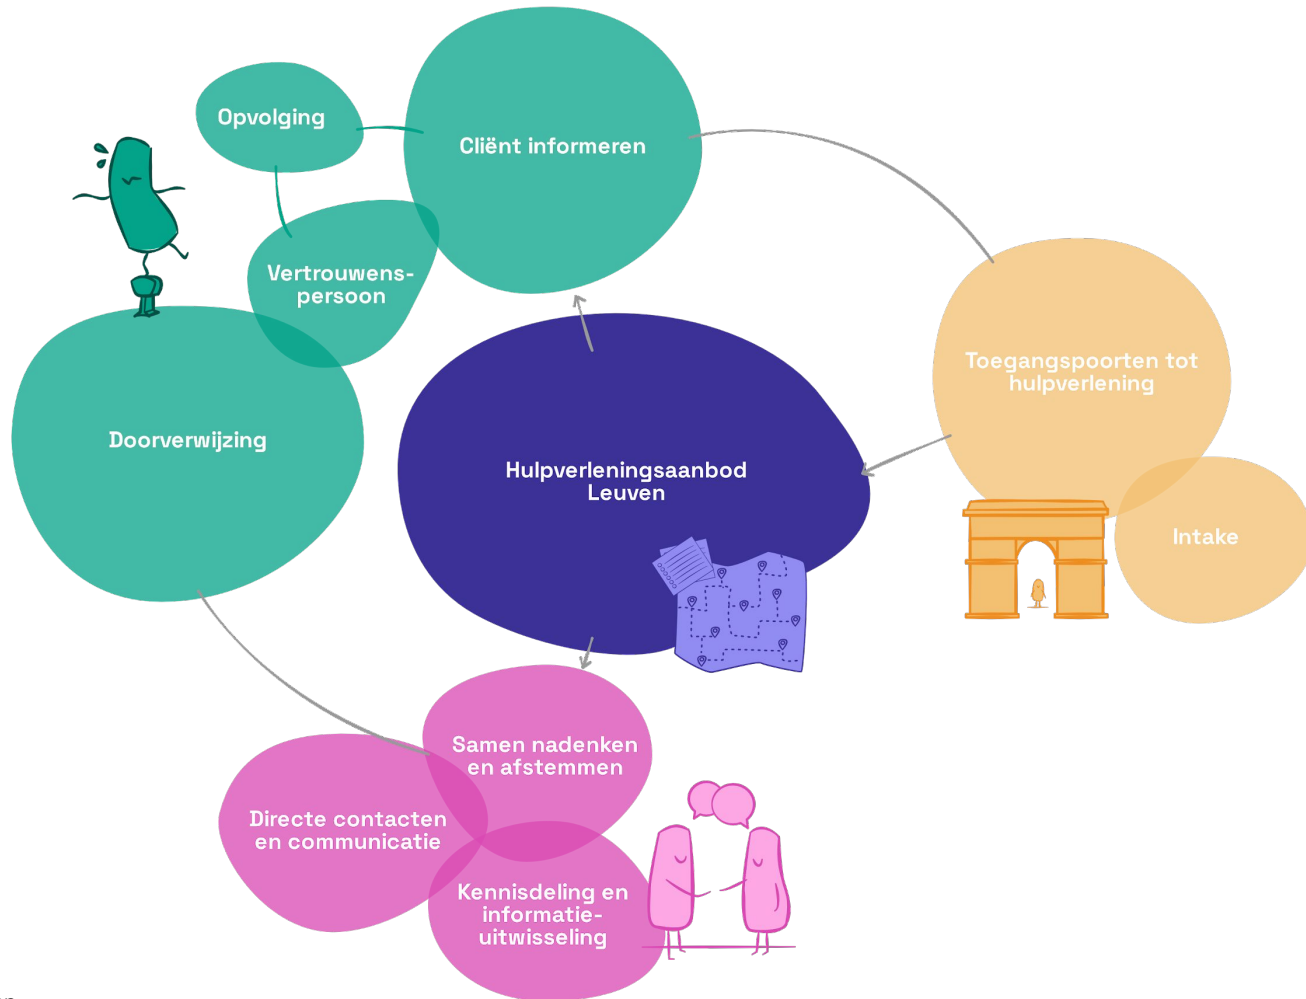 Opvolging
Cliënt informeren
Vertrouwens-
persoon
Toegangspoorten tot
hulpverlening
Doorverwijzing
Hulpverleningsaanbod
Leuven
Intake
Samen nadenken
en afstemmen
Directe contacten
en communicatie
Kennisdeling en
informatie-
uitwisseling